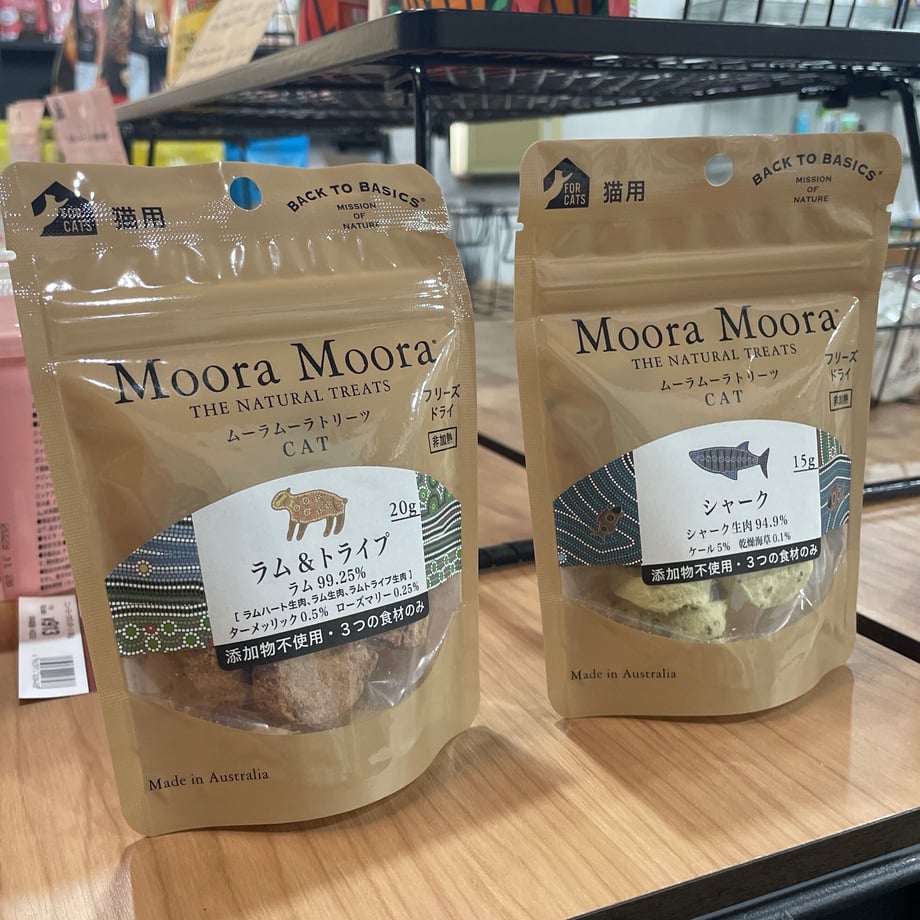 FOR
CATS
猫用
BACK TO BASICS®
MISSION
OF
NATURE
Moora Moora®
THE NATURAL TREATS
ムーラムーラトリーツ
CAT
フリーズ
ドライ
非加熱
20g
ラム&トライプ
ラム 99.25%
[ ラムハート生肉、ラム生肉、ラムトライプ生肉 ]
ターメリック 0.5% ローズマリー 0.25%
添加物不使用・3つの食材のみ
Made in Australia
FOR
CATS
猫用
BACK TO BASICS®
MISSION
OF
NATURE
Moora Moora®
THE NATURAL TREATS
ムーラムーラトリーツ
CAT
フリーズ
ドライ
非加熱
15g
シャーク
シャーク生肉 94.9%
ケール 5% 乾燥海草 0.1%
添加物不使用・3つの食材のみ
Made in Australia